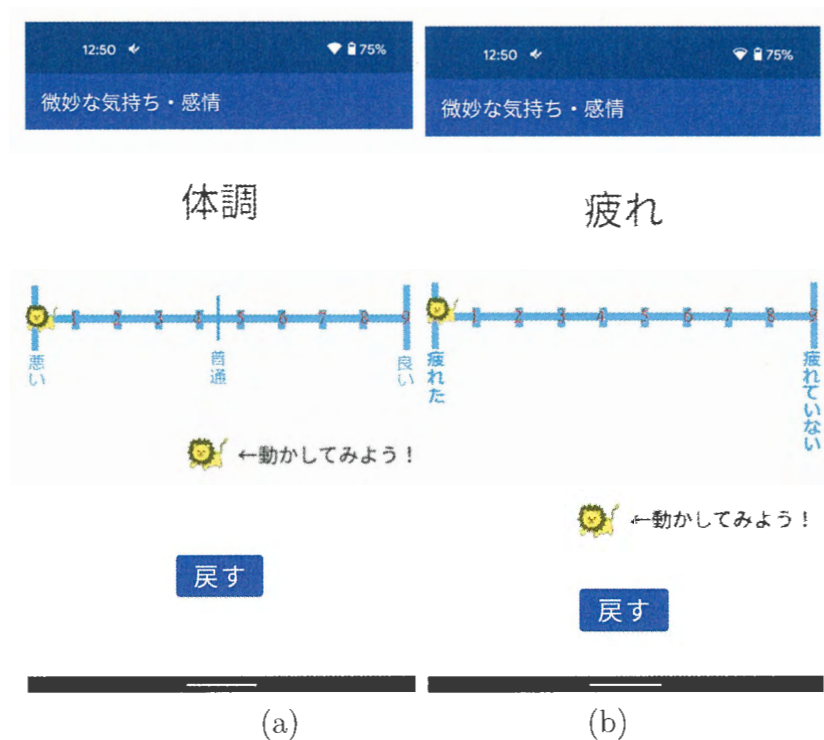 12:50 75%
微妙な気持ち・感情
体調
1 2 3 4 5 6 7 8 9
悪い
普通
良い
←動かしてみよう!
戻す
(a)
12:50 75%
微妙な気持ち・感情
疲れ
1 2 3 4 5 6 7 8 9
疲れた
疲れていない
←動かしてみよう!
戻す
(b)